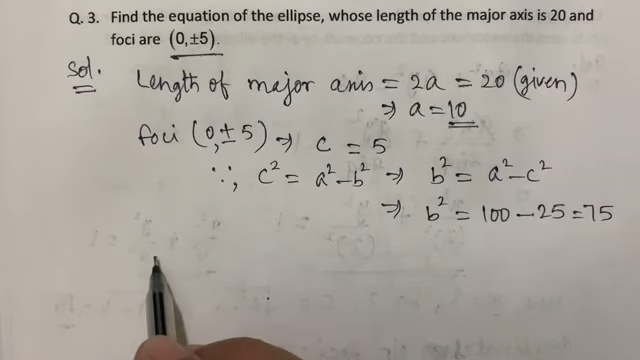 Q. 3. Find the equation of the ellipse, whose length of the major axis is 20 and
foci are (0,±5).
Sol.
Length of major axis = 2a = 20 (given)
⇒ a = 10
foci (0, ± 5) ⇒ c = 5
∵, c² = a² – b² ⇒ b² = a² – c²
⇒ b² = 100 – 25 = 75